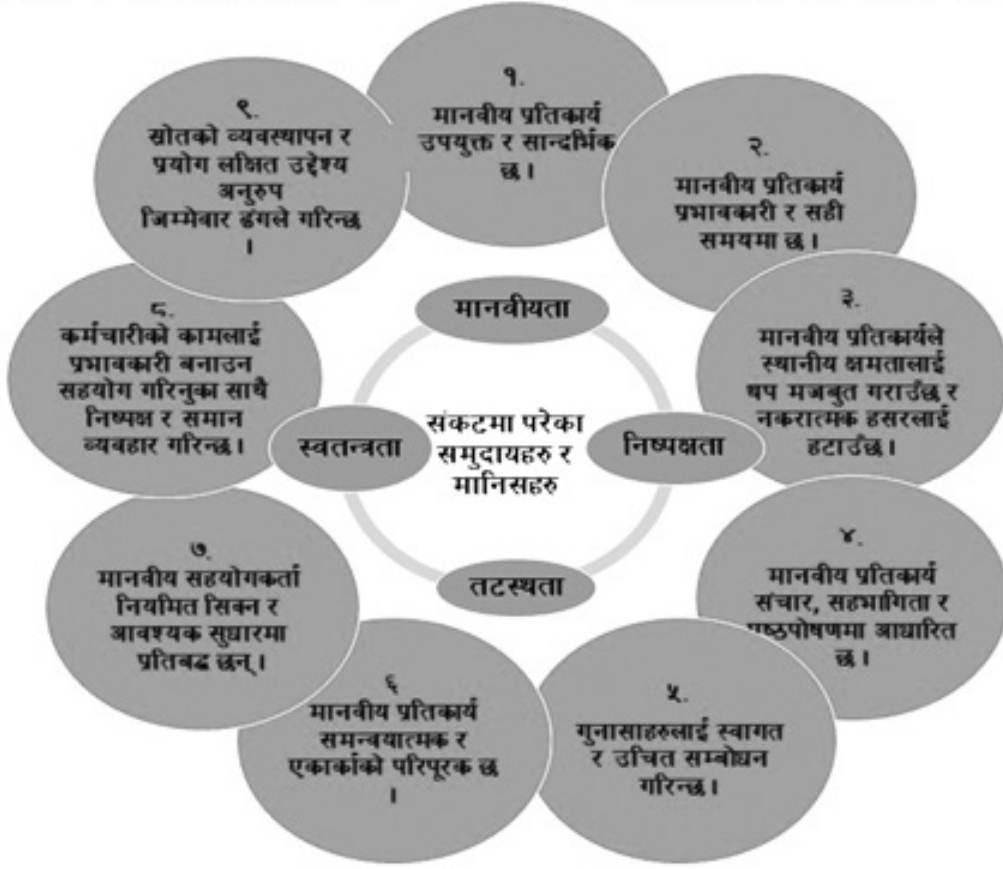 १.
मानवीय प्रतिकार्य
उपयुक्त र सान्दर्भिक
छ ।
२.
मानवीय प्रतिकार्य
प्रभावकारी र सही
समयमा छ ।
३.
मानवीय प्रतिकार्यले
स्थानीय क्षमतालाई
थप मजबुत गराउँछ र
नकरात्मक हसरलाई
हटाउँछ ।
४.
मानवीय प्रतिकार्य
संचार, सहभागिता र
पृष्ठपोषणमा आधारित
छ ।
५.
गुनासाहरुलाई स्वागत
र उचित सम्बोधन
गरिन्छ ।
६
मानवीय प्रतिकार्य
समन्वयात्मक र
एकार्काको परिपूरक छ
।
७.
मानवीय सहयोगकर्ता
नियमित सिक्न र
आवश्यक सुधारमा
प्रतिबद्ध छन् ।
८.
कर्मचारीको कामलाई
प्रभावकारी बनाउन
सहयोग गरिनुका साथै
निष्पक्ष र समान
व्यवहार गरिन्छ ।
९.
स्रोतको व्यवस्थापन र
प्रयोग लक्षित उद्देश्य
अनुरुप
जिम्मेवार ढंगले गरिन्छ
।
मानवीयता
स्वतन्त्रता
संकटमा परेका
समुदायहरु र
मानिसहरु
निष्पक्षता
तटस्थता